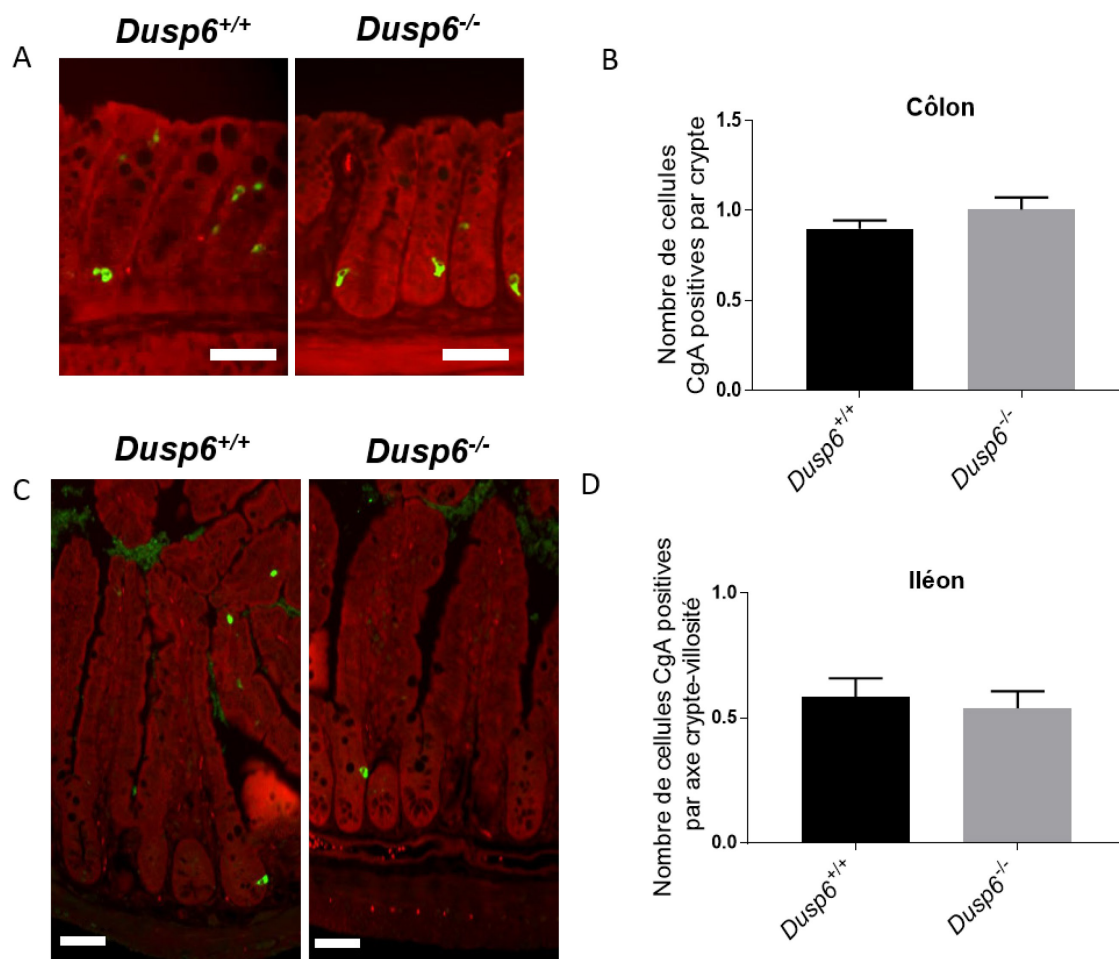 A
Dusp6+/+
Dusp6-/-
B
Côlon
Nombre de cellules
CgA positives par crypte
1.5
1.0
0.5
0.0
Dusp6+/+
Dusp6-/-
C
Dusp6+/+
Dusp6-/-
D
Iléon
Nombre de cellules CgA positives
par axe crypte-villosité
1.0
0.5
0.0
Dusp6+/+
Dusp6-/-